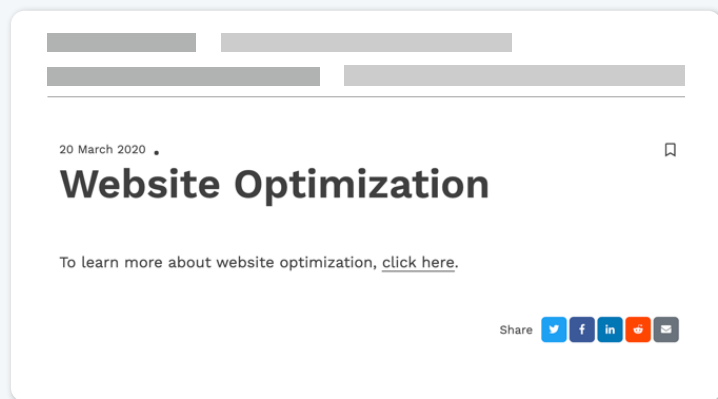 20 March 2020 •
Website Optimization
To learn more about website optimization, click here.
Share